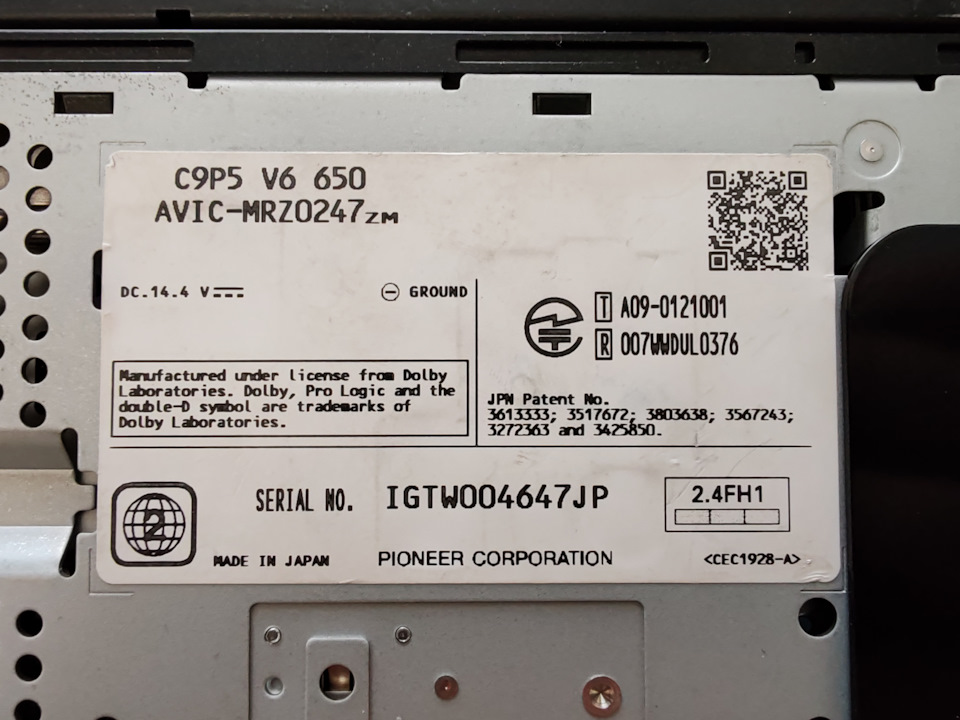 C9P5 V6 650
AVIC-MRZ0247ZM
DC.14.4 V
GROUND
T A09-0121001
R 007WWDUL0376
Manufactured under license from Dolby
Laboratories. Dolby, Pro Logic and the
double-D symbol are trademarks of
Dolby Laboratories.
JPN Patent No.
3613333; 3517672; 3803638; 3567243;
3272363 and 3425850.
2
SERIAL NO. IGTW004647JP
2.4FH1
MADE IN JAPAN
PIONEER CORPORATION
<CEC1928-A>